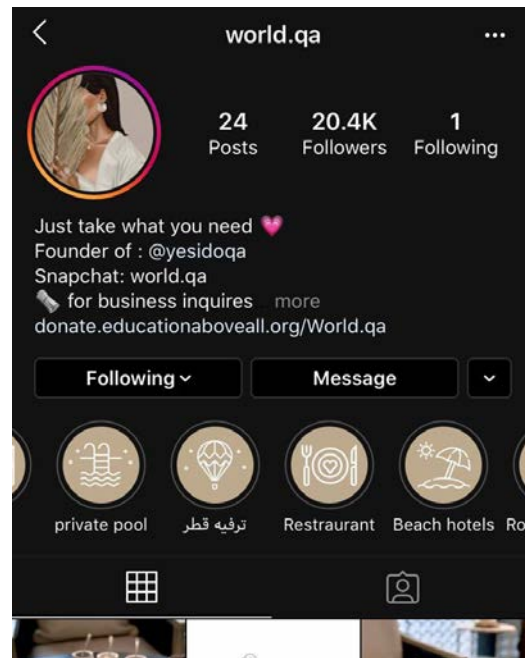 world.qa
24 20.4K 1
Posts Followers Following
Just take what you need
Founder of : @yesidoqa
Snapchat: world.qa
for business inquires ... more
donate.educationaboveall.org/World.qa
Following Message
private pool ترفيه قطر Restraurant Beach hotels Ro